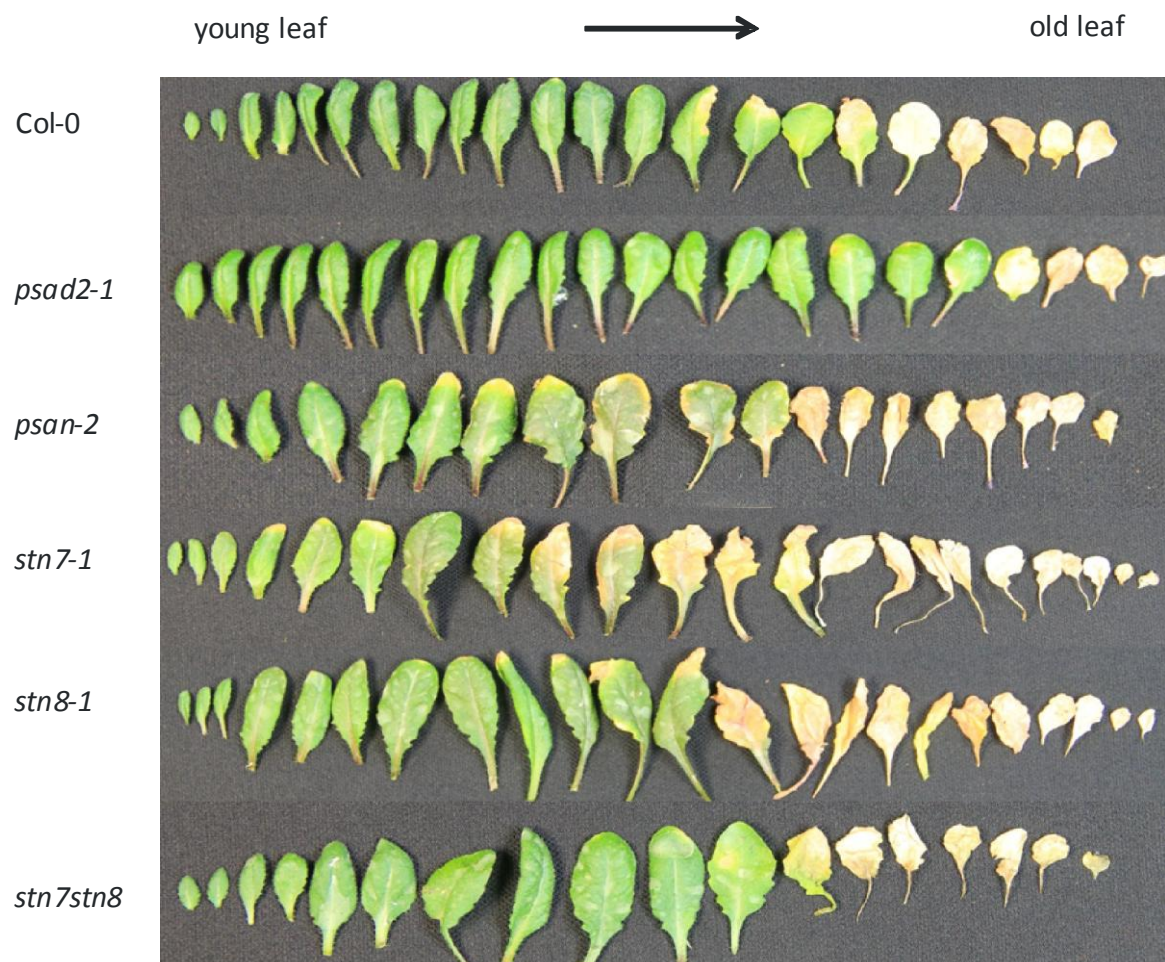 young leaf old leaf
Col-0
psad2-1
psan-2
stn7-1
stn8-1
stn7stn8